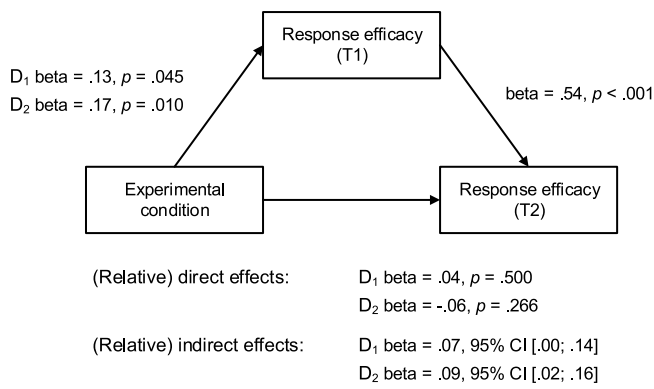 Response efficacy
(T1)
D₁ beta = .13, p = .045
D₂ beta = .17, p = .010
beta = .54, p < .001
Experimental
condition
Response efficacy
(T2)
(Relative) direct effects: D₁ beta = .04, p = .500
D₂ beta = -.06, p = .266
(Relative) indirect effects: D₁ beta = .07, 95% CI [.00; .14]
D₂ beta = .09, 95% CI [.02; .16]